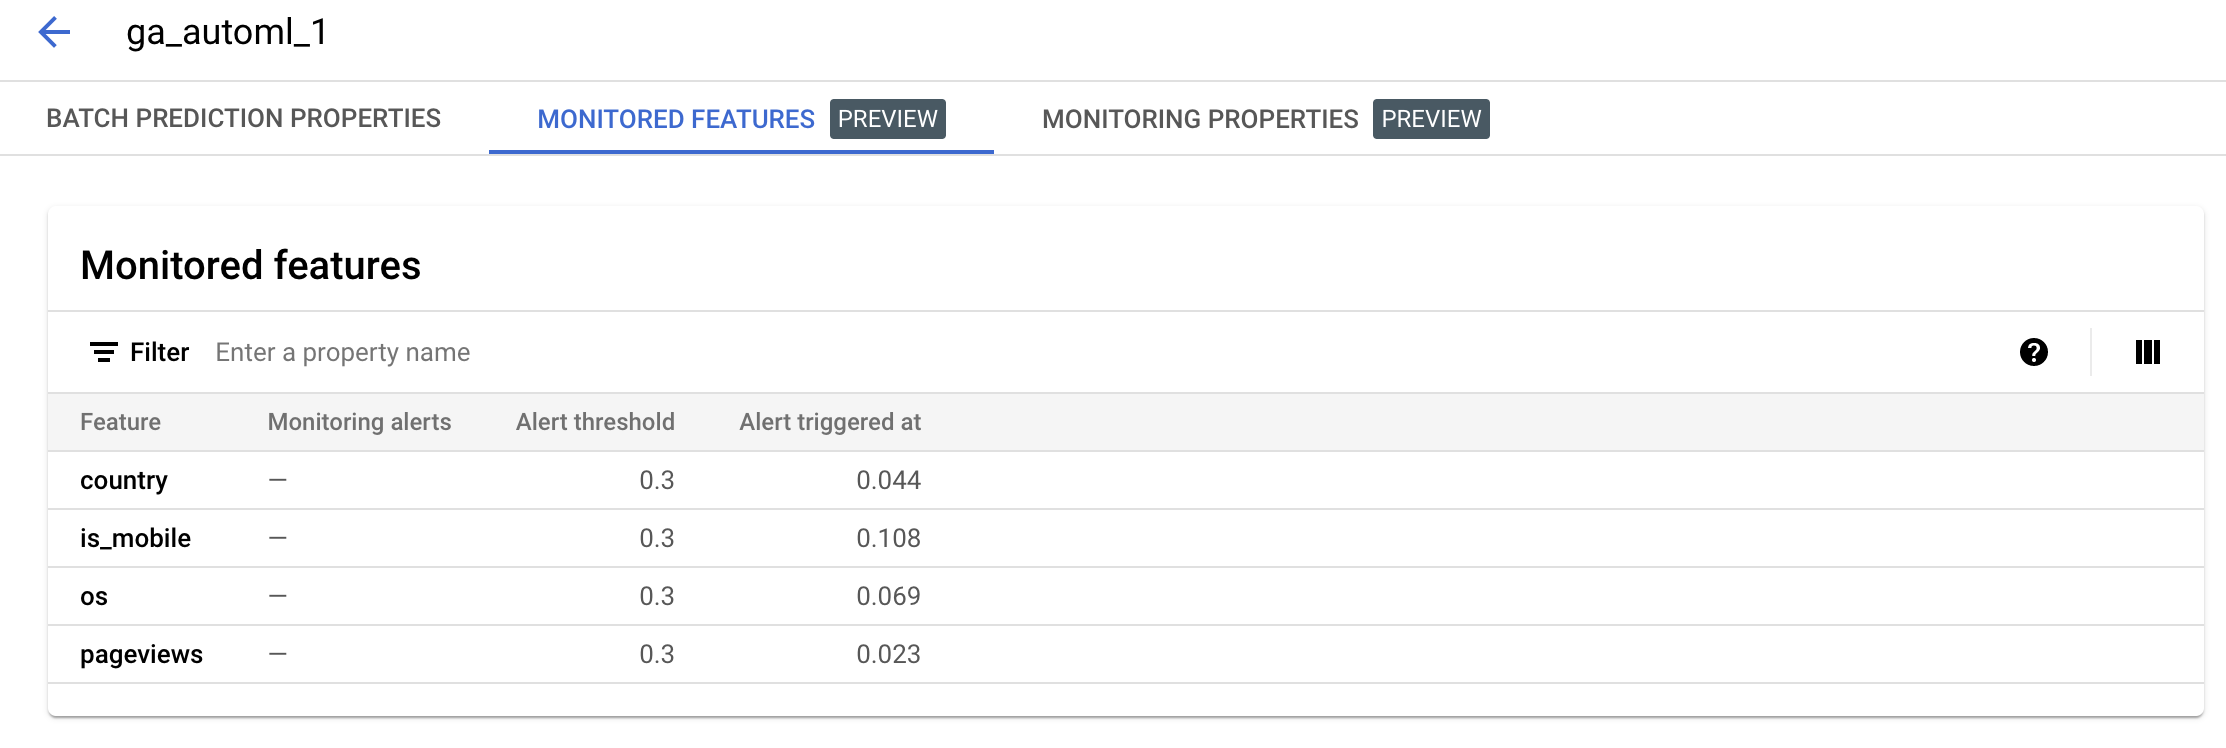 ga_automl_1
BATCH PREDICTION PROPERTIES MONITORED FEATURES PREVIEW MONITORING PROPERTIES PREVIEW
Monitored features
Filter Enter a property name
Feature Monitoring alerts Alert threshold Alert triggered at
country — 0.3 0.044
is_mobile — 0.3 0.108
os — 0.3 0.069
pageviews — 0.3 0.023